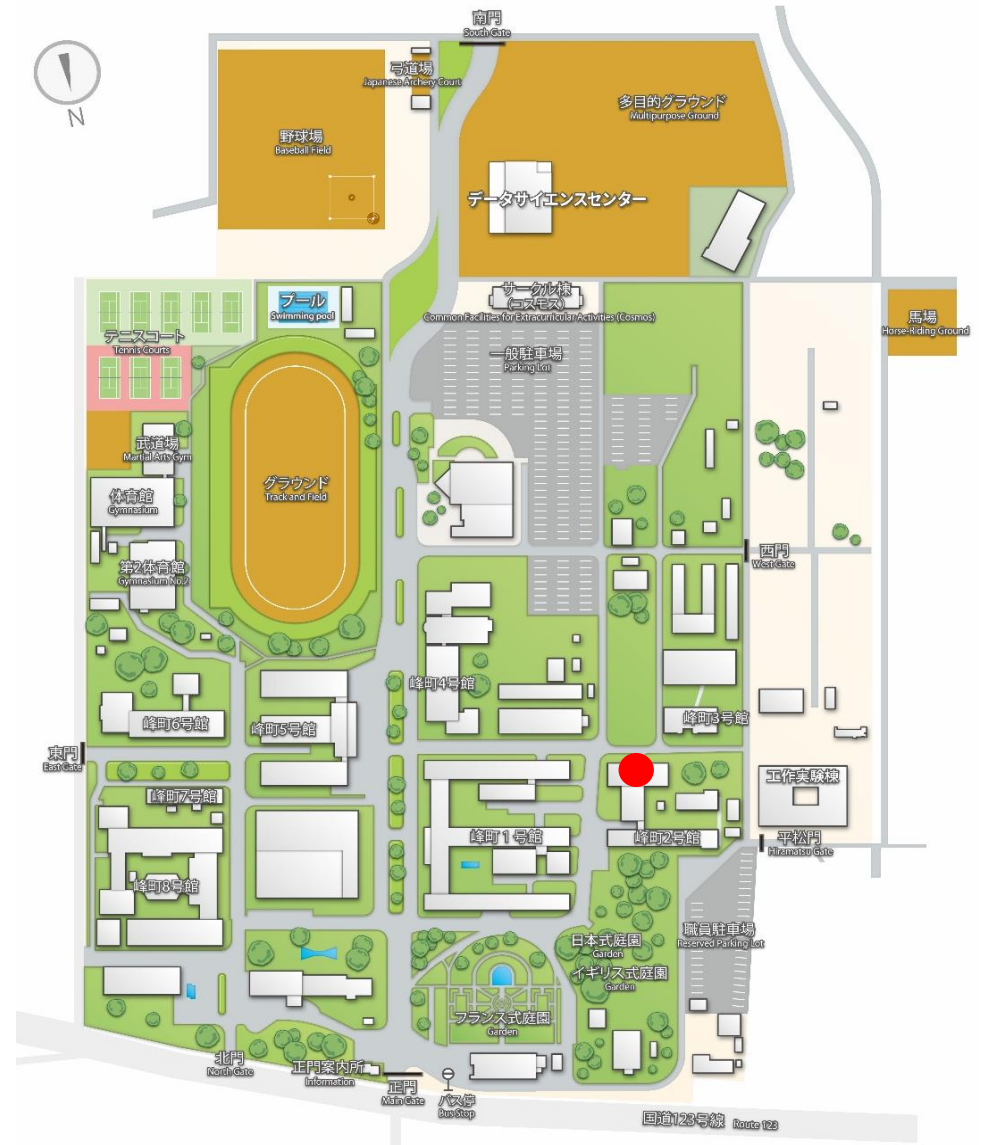 南門
South Gate
弓道場
Japanese Archery Court
N
野球場
Baseball Field
多目的グラウンド
Multipurpose Ground
データサイエンスセンター
プール
Swimming pool
サークル棟
(コスモス)
Common Facilities for Extracurricular Activities (Cosmos)
馬場
Horse-Riding Ground
テニスコート
Tennis Courts
一般駐車場
Parking Lot
武道場
Martial Arts Gym
体育館
Gymnasium
グラウンド
Track and Field
第2体育館
Gymnasium No.2
西門
West Gate
峰町4号館
峰町6号館
峰町5号館
峰町3号館
東門
East Gate
峰町7号館
工作実験棟
峰町1号館
峰町2号館
平松門
Hiramatsu Gate
峰町8号館
職員駐車場
Reserved Parking Lot
日本式庭園
Garden
イギリス式庭園
Garden
フランス式庭園
Garden
北門
North Gate
正門案内所
Information
正門
Main Gate
バス停
Bus Stop
国道123号線 Route 123